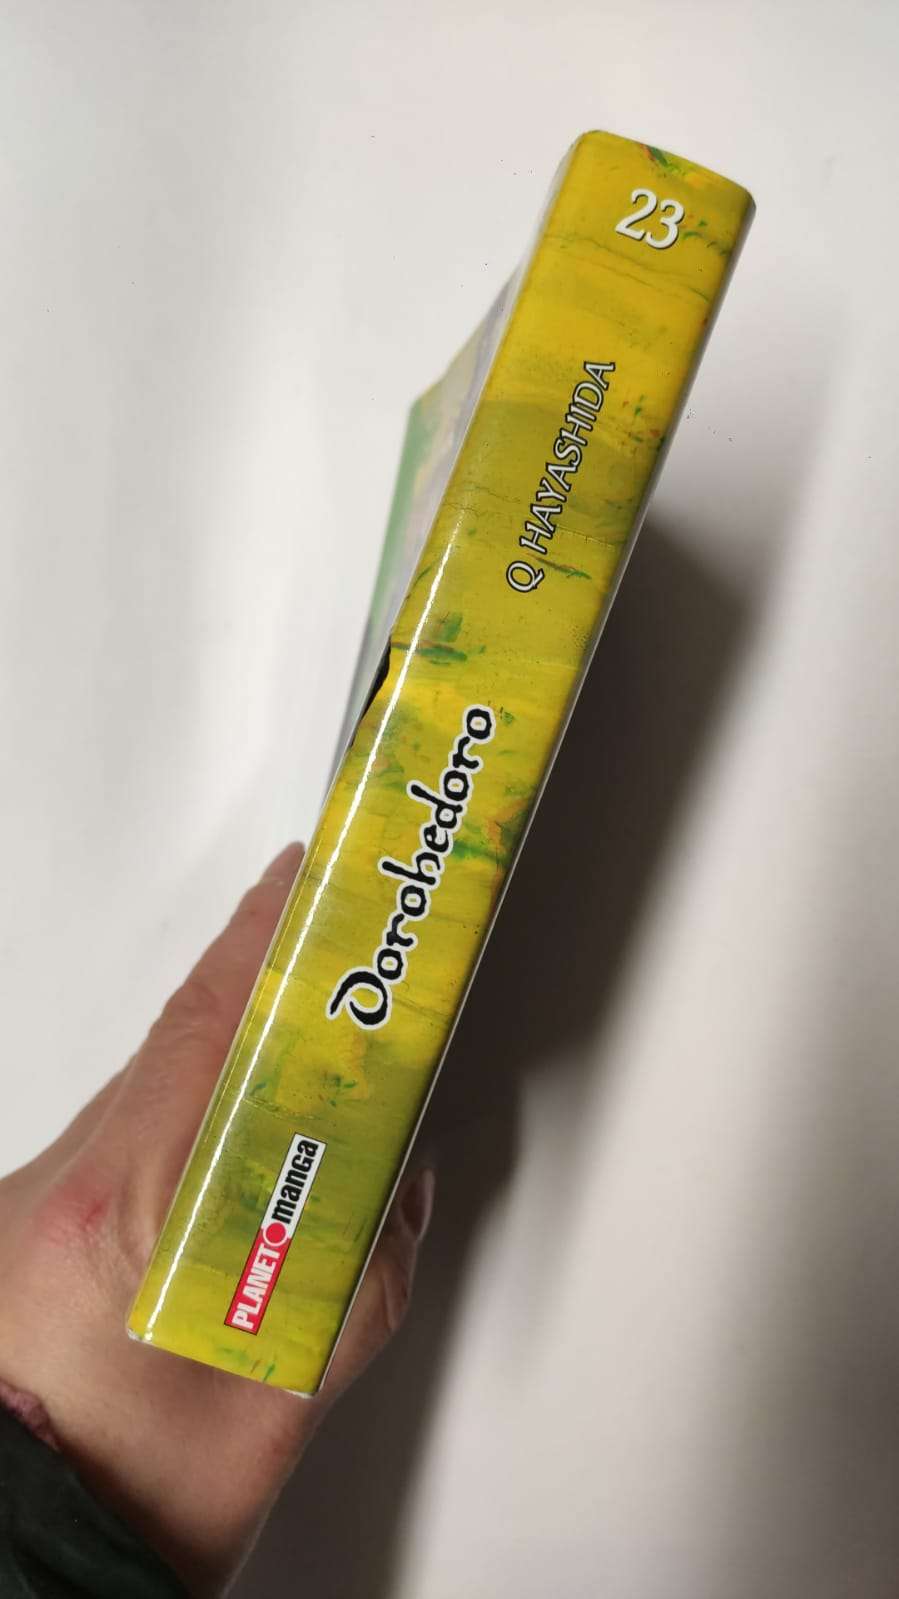 23
Q HAYASHIDA
Dorohedoro
PLANET manga